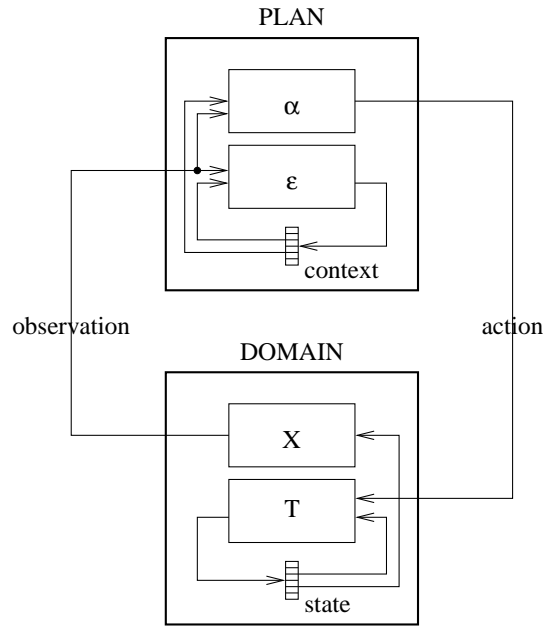 PLAN
α
ε
context
observation
action
DOMAIN
X
T
state